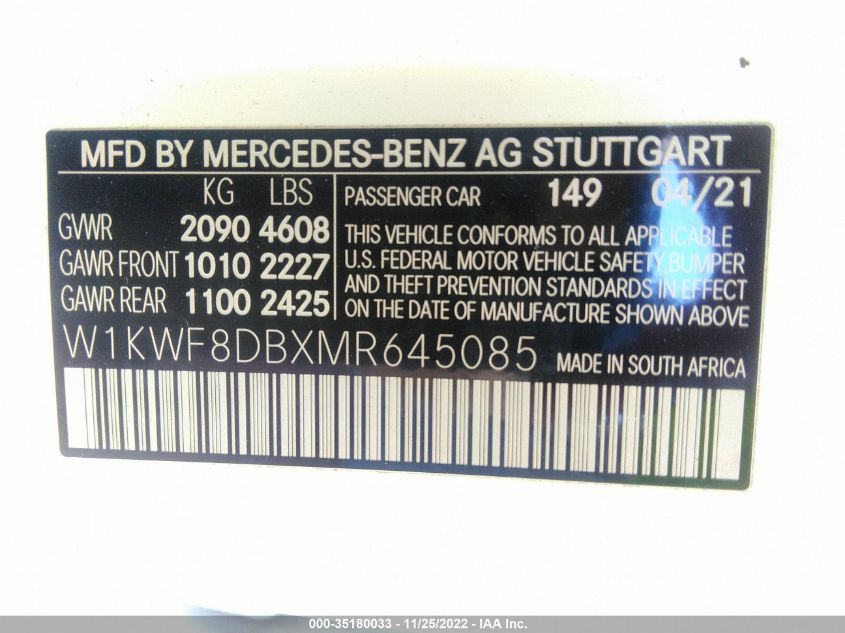 MFD BY MERCEDES-BENZ AG STUTTGART
KG LBS
GVWR 2090 4608
GAWR FRONT 1010 2227
GAWR REAR 1100 2425
PASSENGER CAR 149 04/21
THIS VEHICLE CONFORMS TO ALL APPLICABLE
U.S. FEDERAL MOTOR VEHICLE SAFETY, BUMPER
AND THEFT PREVENTION STANDARDS IN EFFECT
ON THE DATE OF MANUFACTURE SHOWN ABOVE
W1KWF8DBXMR645085 MADE IN SOUTH AFRICA
000-35180033 - 11/25/2022 - IAA Inc.